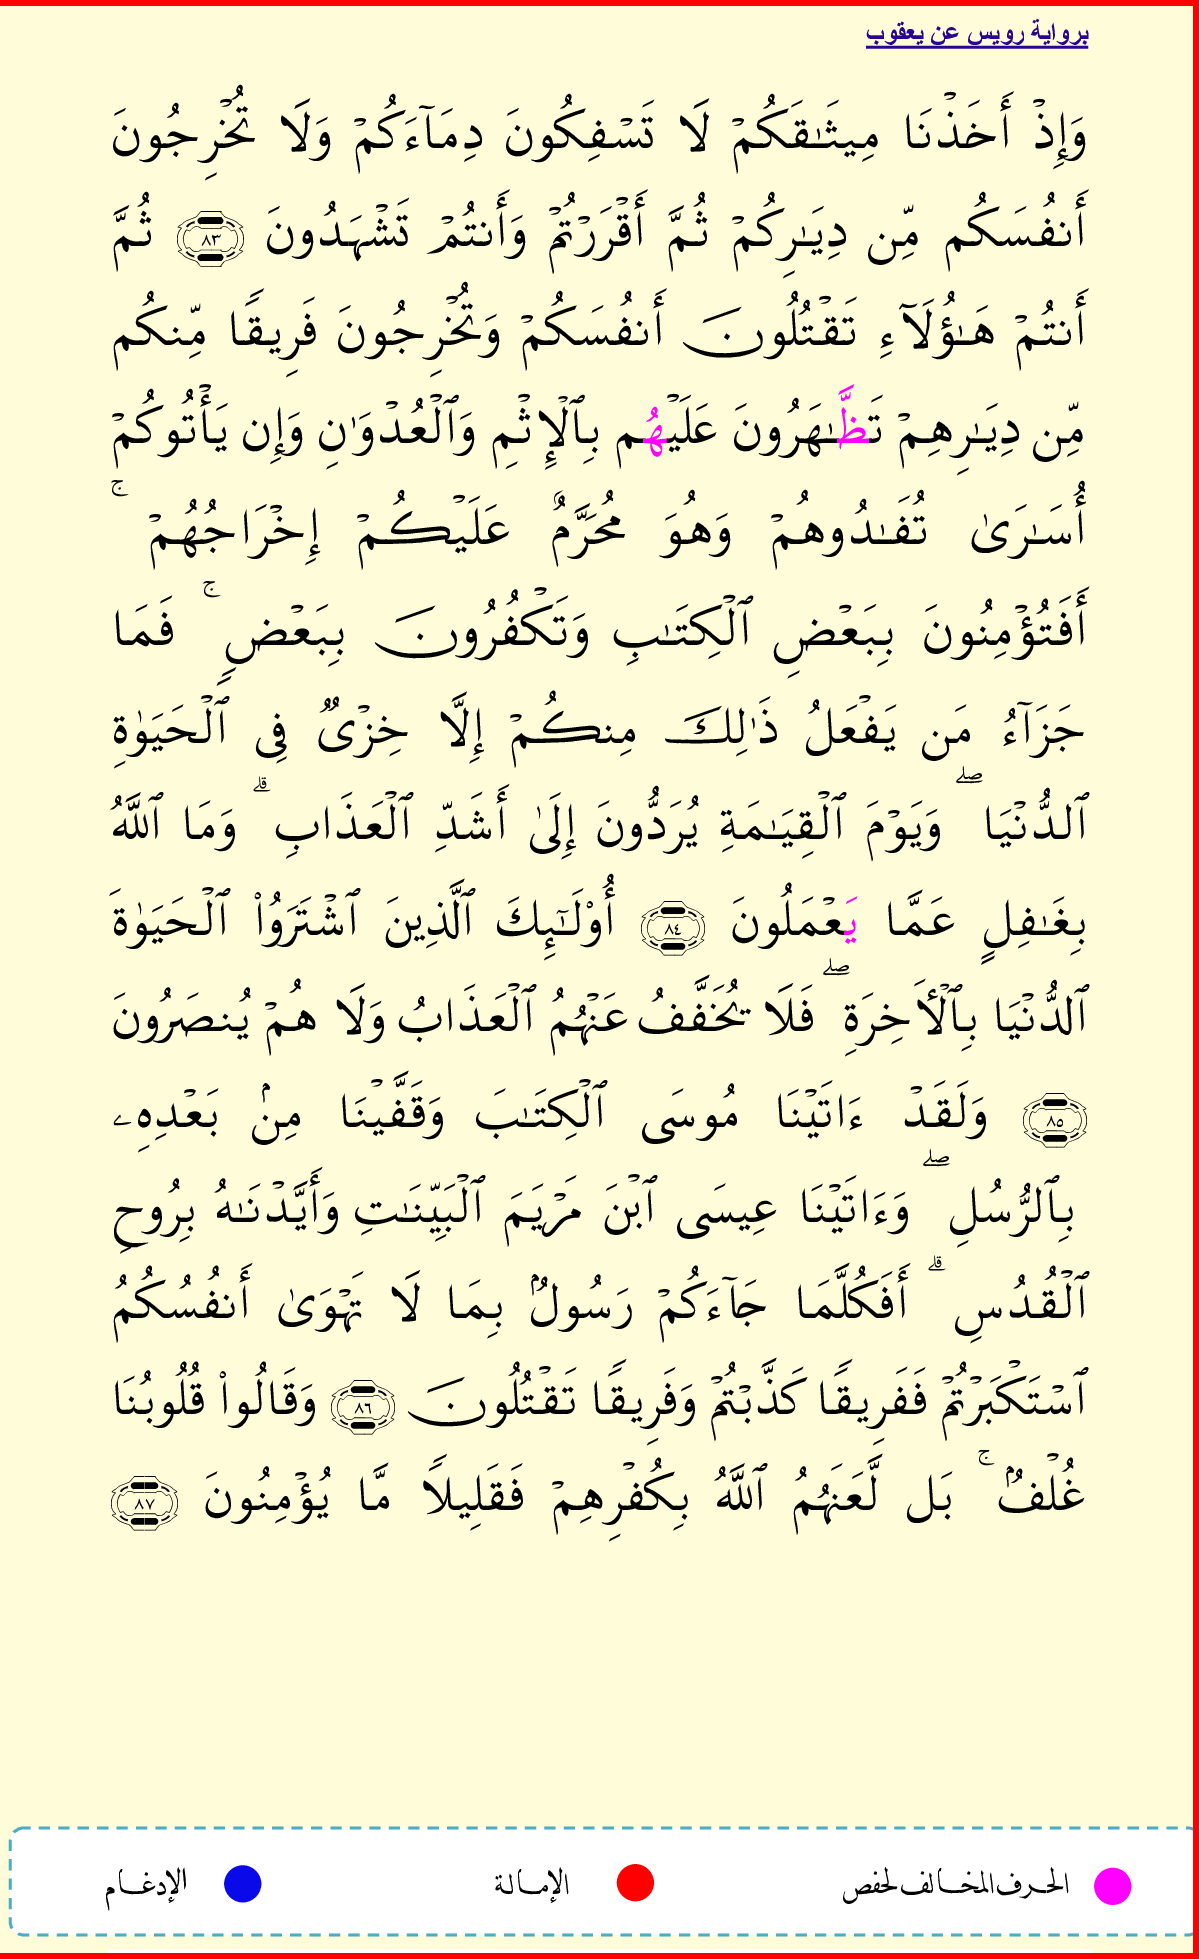 برواية رويس عن يعقوب
وَإِذۡ أَخَذۡنَا مِيثَـٰقَكُمۡ لَا تَسۡفِكُونَ دِمَآءَكُمۡ وَلَا تُخۡرِجُونَ
أَنفُسَكُم مِّن دِيَـٰرِكُمۡ ثُمَّ أَقۡرَرۡتُمۡ وَأَنتُمۡ تَشۡهَدُونَ ٨٣ ثُمَّ
أَنتُمۡ هَـٰٓؤُلَآءِ تَقۡتُلُونَ أَنفُسَكُمۡ وَتُخۡرِجُونَ فَرِيقًا مِّنكُم
مِّن دِيَـٰرِهِمۡ تَظَّـٰهَرُونَ عَلَيۡهُم بِٱلۡإِثۡمِ وَٱلۡعُدۡوَٰنِ وَإِن يَأۡتُوكُمۡ
أُسَـٰرَىٰ تُفَـٰدُوهُمۡ وَهُوَ مُحَرَّمٌ عَلَيۡكُمۡ إِخۡرَاجُهُمۡ ۚ
أَفَتُؤۡمِنُونَ بِبَعۡضِ ٱلۡكِتَـٰبِ وَتَكۡفُرُونَ بِبَعۡضٍ ۚ فَمَا
جَزَآءُ مَن يَفۡعَلُ ذَٰلِكَ مِنكُمۡ إِلَّا خِزۡىٌ فِى ٱلۡحَيَوٰةِ
ٱلدُّنۡيَا ۖ وَيَوۡمَ ٱلۡقِيَـٰمَةِ يُرَدُّونَ إِلَىٰ أَشَدِّ ٱلۡعَذَابِ ۗ وَمَا ٱللَّهُ
بِغَـٰفِلٍ عَمَّا يَعۡمَلُونَ ٨٤ أُوْلَـٰٓئِكَ ٱلَّذِينَ ٱشۡتَرَوُاْ ٱلۡحَيَوٰةَ
ٱلدُّنۡيَا بِٱلۡأَخِرَةِ ۖ فَلَا يُخَفَّفُ عَنۡهُمُ ٱلۡعَذَابُ وَلَا هُمۡ يُنصَرُونَ
٨٥ وَلَقَدۡ ءَاتَيۡنَا مُوسَى ٱلۡكِتَـٰبَ وَقَفَّيۡنَا مِنۢ بَعۡدِهِۦ
بِٱلرُّسُلِ ۖ وَءَاتَيۡنَا عِيسَى ٱبۡنَ مَرۡيَمَ ٱلۡبَيِّنَـٰتِ وَأَيَّدۡنَـٰهُ بِرُوحِ
ٱلۡقُدُسِ ۗ أَفَكُلَّمَا جَآءَكُمۡ رَسُولٌۢ بِمَا لَا تَهۡوَىٰ أَنفُسُكُمُ
ٱسۡتَكۡبَرۡتُمۡ فَفَرِيقًا كَذَّبۡتُمۡ وَفَرِيقًا تَقۡتُلُونَ ٨٦ وَقَالُواْ قُلُوبُنَا
غُلۡفٌۢ ۚ بَل لَّعَنَهُمُ ٱللَّهُ بِكُفۡرِهِمۡ فَقَلِيلًا مَّا يُؤۡمِنُونَ ٨٧
الحرف المخالف لحفص الإمالة الإدغام